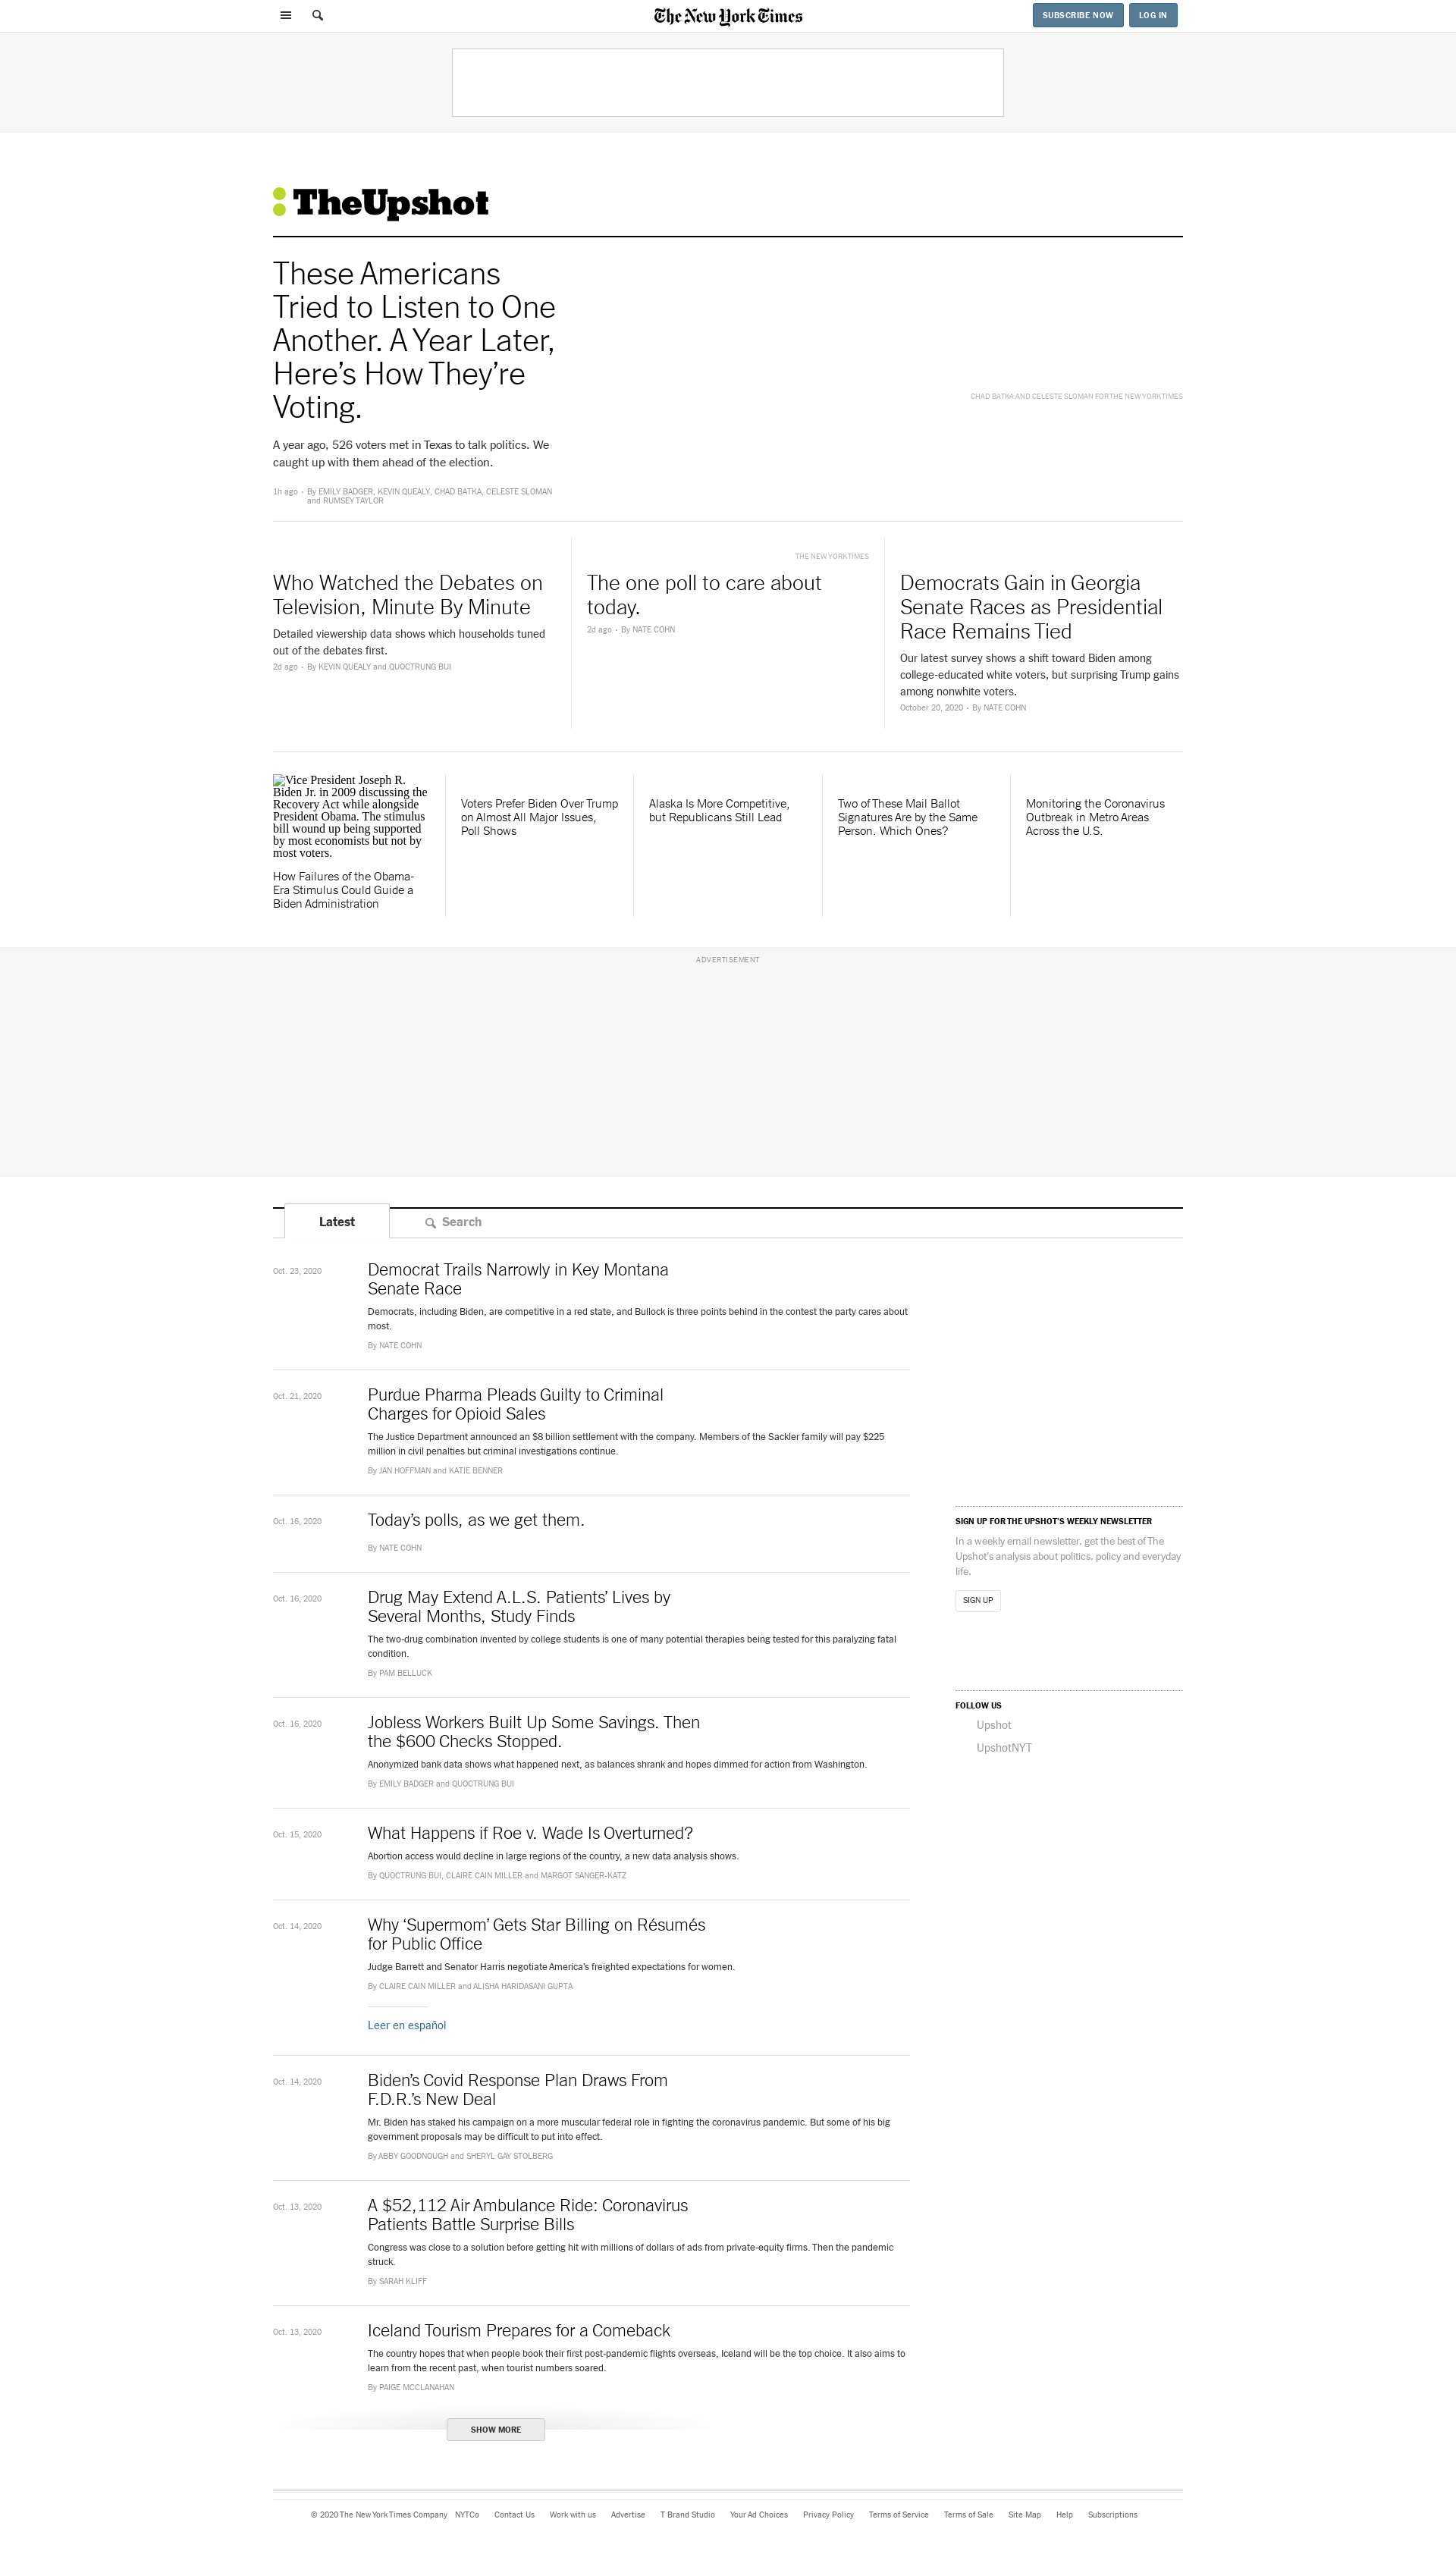 The New York Times
SUBSCRIBE NOW
LOG IN
TheUpshot
These Americans
Tried to Listen to One
Another. A Year Later,
Here’s How They’re
Voting.
CHAD BATKA AND CELESTE SLOMAN FOR THE NEW YORK TIMES
A year ago, 526 voters met in Texas to talk politics. We
caught up with them ahead of the election.
1h ago • By EMILY BADGER, KEVIN QUEALY, CHAD BATKA, CELESTE SLOMAN
and RUMSEY TAYLOR
Who Watched the Debates on
Television, Minute By Minute
Detailed viewership data shows which households tuned
out of the debates first.
2d ago • By KEVIN QUEALY and QUOCTRUNG BUI
THE NEW YORK TIMES
The one poll to care about
today.
2d ago • By NATE COHN
Democrats Gain in Georgia
Senate Races as Presidential
Race Remains Tied
Our latest survey shows a shift toward Biden among
college-educated white voters, but surprising Trump gains
among nonwhite voters.
October 20, 2020 • By NATE COHN
Vice President Joseph R.
Biden Jr. in 2009 discussing the
Recovery Act while alongside
President Obama. The stimulus
bill wound up being supported
by most economists but not by
most voters.
How Failures of the Obama-
Era Stimulus Could Guide a
Biden Administration
Voters Prefer Biden Over Trump
on Almost All Major Issues,
Poll Shows
Alaska Is More Competitive,
but Republicans Still Lead
Two of These Mail Ballot
Signatures Are by the Same
Person. Which Ones?
Monitoring the Coronavirus
Outbreak in Metro Areas
Across the U.S.
ADVERTISEMENT
Latest
Search
Oct. 23, 2020
Democrat Trails Narrowly in Key Montana
Senate Race
Democrats, including Biden, are competitive in a red state, and Bullock is three points behind in the contest the party cares about
most.
By NATE COHN
Oct. 21, 2020
Purdue Pharma Pleads Guilty to Criminal
Charges for Opioid Sales
The Justice Department announced an $8 billion settlement with the company. Members of the Sackler family will pay $225
million in civil penalties but criminal investigations continue.
By JAN HOFFMAN and KATIE BENNER
Oct. 16, 2020
Today’s polls, as we get them.
By NATE COHN
Oct. 16, 2020
Drug May Extend A.L.S. Patients’ Lives by
Several Months, Study Finds
The two-drug combination invented by college students is one of many potential therapies being tested for this paralyzing fatal
condition.
By PAM BELLUCK
Oct. 16, 2020
Jobless Workers Built Up Some Savings. Then
the $600 Checks Stopped.
Anonymized bank data shows what happened next, as balances shrank and hopes dimmed for action from Washington.
By EMILY BADGER and QUOCTRUNG BUI
Oct. 15, 2020
What Happens if Roe v. Wade Is Overturned?
Abortion access would decline in large regions of the country, a new data analysis shows.
By QUOCTRUNG BUI, CLAIRE CAIN MILLER and MARGOT SANGER-KATZ
Oct. 14, 2020
Why ‘Supermom’ Gets Star Billing on Résumés
for Public Office
Judge Barrett and Senator Harris negotiate America’s freighted expectations for women.
By CLAIRE CAIN MILLER and ALISHA HARIDASANI GUPTA
Leer en español
Oct. 14, 2020
Biden’s Covid Response Plan Draws From
F.D.R.’s New Deal
Mr. Biden has staked his campaign on a more muscular federal role in fighting the coronavirus pandemic. But some of his big
government proposals may be difficult to put into effect.
By ABBY GOODNOUGH and SHERYL GAY STOLBERG
Oct. 13, 2020
A $52,112 Air Ambulance Ride: Coronavirus
Patients Battle Surprise Bills
Congress was close to a solution before getting hit with millions of dollars of ads from private-equity firms. Then the pandemic
struck.
By SARAH KLIFF
Oct. 13, 2020
Iceland Tourism Prepares for a Comeback
The country hopes that when people book their first post-pandemic flights overseas, Iceland will be the top choice. It also aims to
learn from the recent past, when tourist numbers soared.
By PAIGE MCCLANAHAN
SHOW MORE
SIGN UP FOR THE UPSHOT’S WEEKLY NEWSLETTER
In a weekly email newsletter, get the best of The
Upshot’s analysis about politics, policy and everyday
life.
SIGN UP
FOLLOW US
Upshot
UpshotNYT
© 2020 The New York Times Company NYTCo Contact Us Work with us Advertise T Brand Studio Your Ad Choices Privacy Policy Terms of Service Terms of Sale Site Map Help Subscriptions